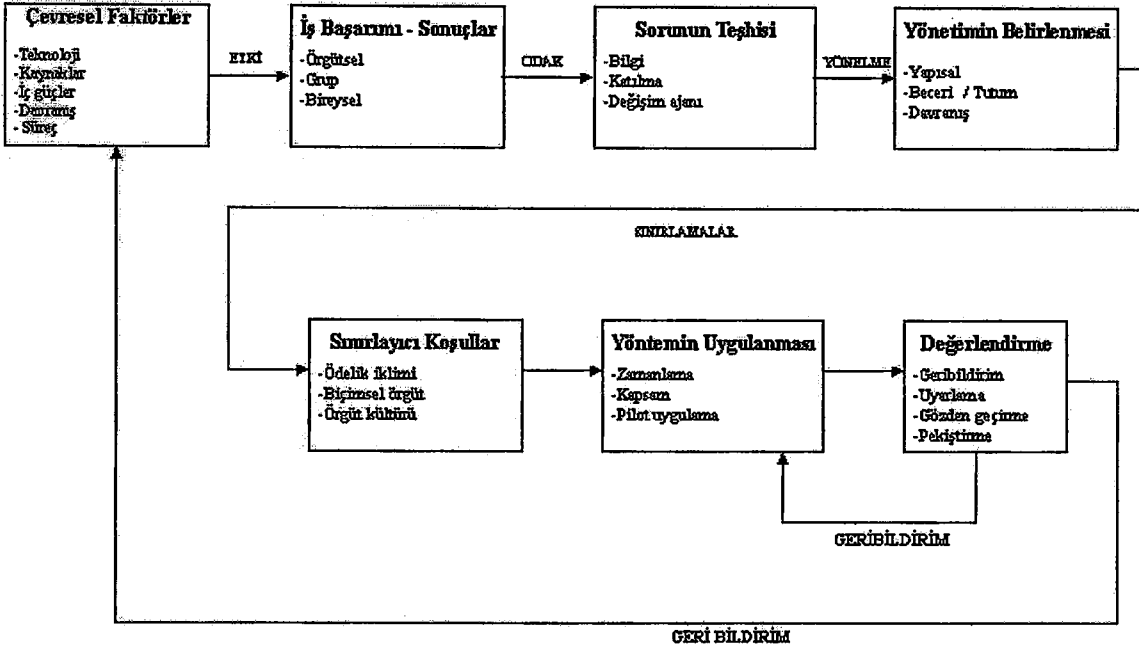 Çevresel Faktörler
-Teknoloji
-Kaynaklar
-İç güçler
-Davranış
- Süreç
ETKİ
İş Başarımı - Sonuçlar
-Örgütsel
-Grup
-Bireysel
ODAK
Sorunun Teşhisi
-Bilgi
-Katılma
-Değişim ajanı
YÖNELME
Yönetimin Belirlenmesi
-Yapısal
-Beceri / Tutum
-Davranış
SINIRLAMALAR
Sınırlayıcı Koşullar
-Ödelik iklimi
-Biçimsel örgüt
-Örgüt kültürü
Yöntemin Uygulanması
-Zamanlama
-Kapsam
-Pilot uygulama
Değerlendirme
-Geribildirim
-Uyarlama
-Gözden geçirme
-Pekiştirme
GERİBİLDİRİM
GERİ BİLDİRİM